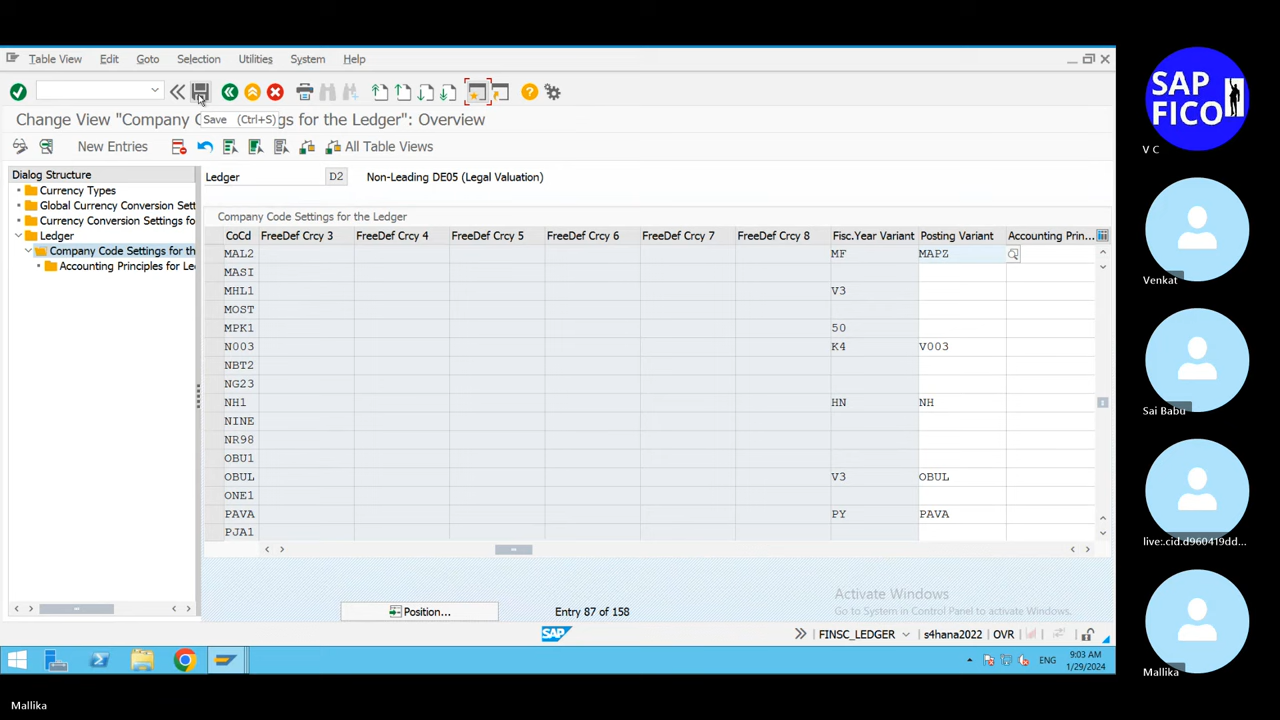 Table View Edit Goto Selection Utilities System Help
Change View "Company C
Save (Ctrl+S)
gs for the Ledger": Overview
New Entries
All Table Views
Dialog Structure
Currency Types
Global Currency Conversion Sett
Currency Conversion Settings fo
Ledger
Company Code Settings for th
Accounting Principles for Le
Ledger D2 Non-Leading DE05 (Legal Valuation)
Company Code Settings for the Ledger
CoCd FreeDef Crcy 3 FreeDef Crcy 4 FreeDef Crcy 5 FreeDef Crcy 6 FreeDef Crcy 7 FreeDef Crcy 8 Fisc.Year Variant Posting Variant Accounting Prin...
MAL2 MF MAPZ
MASI
MHL1 V3
MOST
MPK1 50
N003 K4 V003
NBT2
NG23
NH1 HN NH
NINE
NR98
OBU1
OBUL V3 OBUL
ONE1
PAVA PY PAVA
PJA1
Position...
Entry 87 of 158
Activate Windows
Go to System in Control Panel to activate Windows.
SAP
FINSC_LEDGER s4hana2022 OVR
ENG
9:03 AM
1/29/2024
Mallika
SAP
FICO
V C
Venkat
Sai Babu
live:.cid.d960419dd...
Mallika